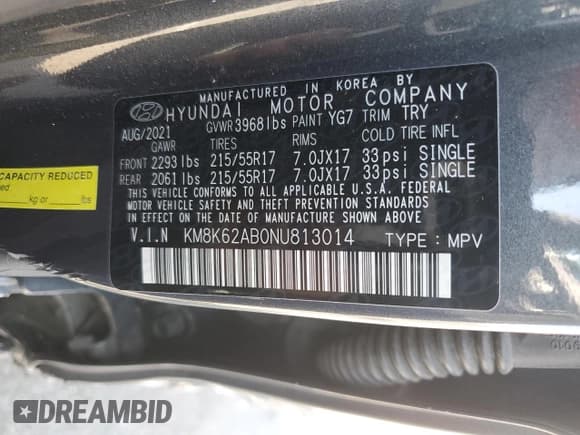 MANUFACTURED IN KOREA BY
HYUNDAI MOTOR COMPANY
AUG/2021 GVWR 3968lbs PAINT YG7 TRIM TRY
GAWR TIRES RIMS COLD TIRE INFL
FRONT 2293 lbs 215/55R17 7.0JX17 33psi SINGLE
REAR 2061 lbs 215/55R17 7.0JX17 33psi SINGLE
THIS VEHICLE CONFORMS TO ALL APPLICABLE U.S.A. FEDERAL
MOTOR VEHICLE SAFETY AND THEFT PREVENTION STANDARDS
IN EFFECT ON THE DATE OF MANUFACTURE SHOWN ABOVE.
V.I.N KM8K62AB0NU813014 TYPE : MPV
CAPACITY REDUCED
kg or lbs
DREAMBID